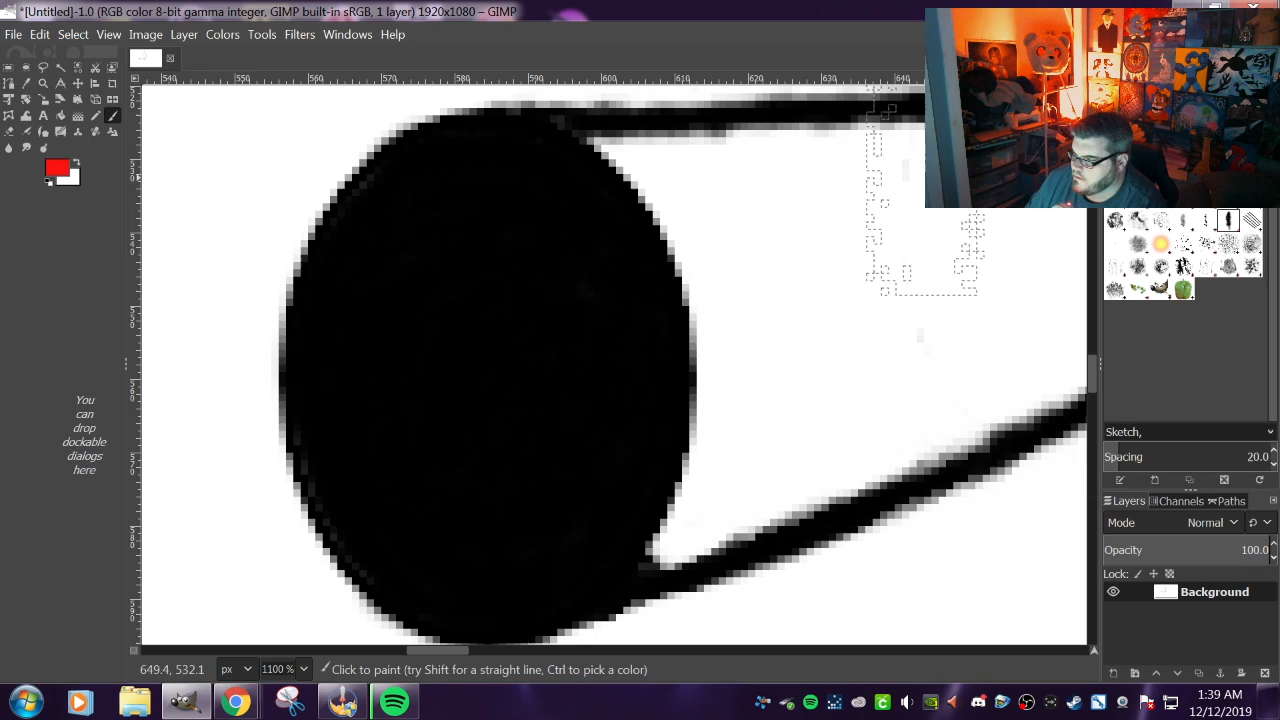 *[Untitled]-1.0 (RGB color 8-bit gamma integer, GIMP built-in sRGB, 1 layer) 1920x1080 – GIMP
File Edit Select View Image Layer Colors Tools Filters Windows Help
540 550 560 570 580 590 600 610 620 630 640
You
can
drop
dockable
dialogs
here
Sketch,
Spacing 20.0
Layers Channels Paths
Mode Normal
Opacity 100.0
Lock:
Background
649.4, 532.1 px 1100 % Click to paint (try Shift for a straight line, Ctrl to pick a color)
1:39 AM
12/12/2019